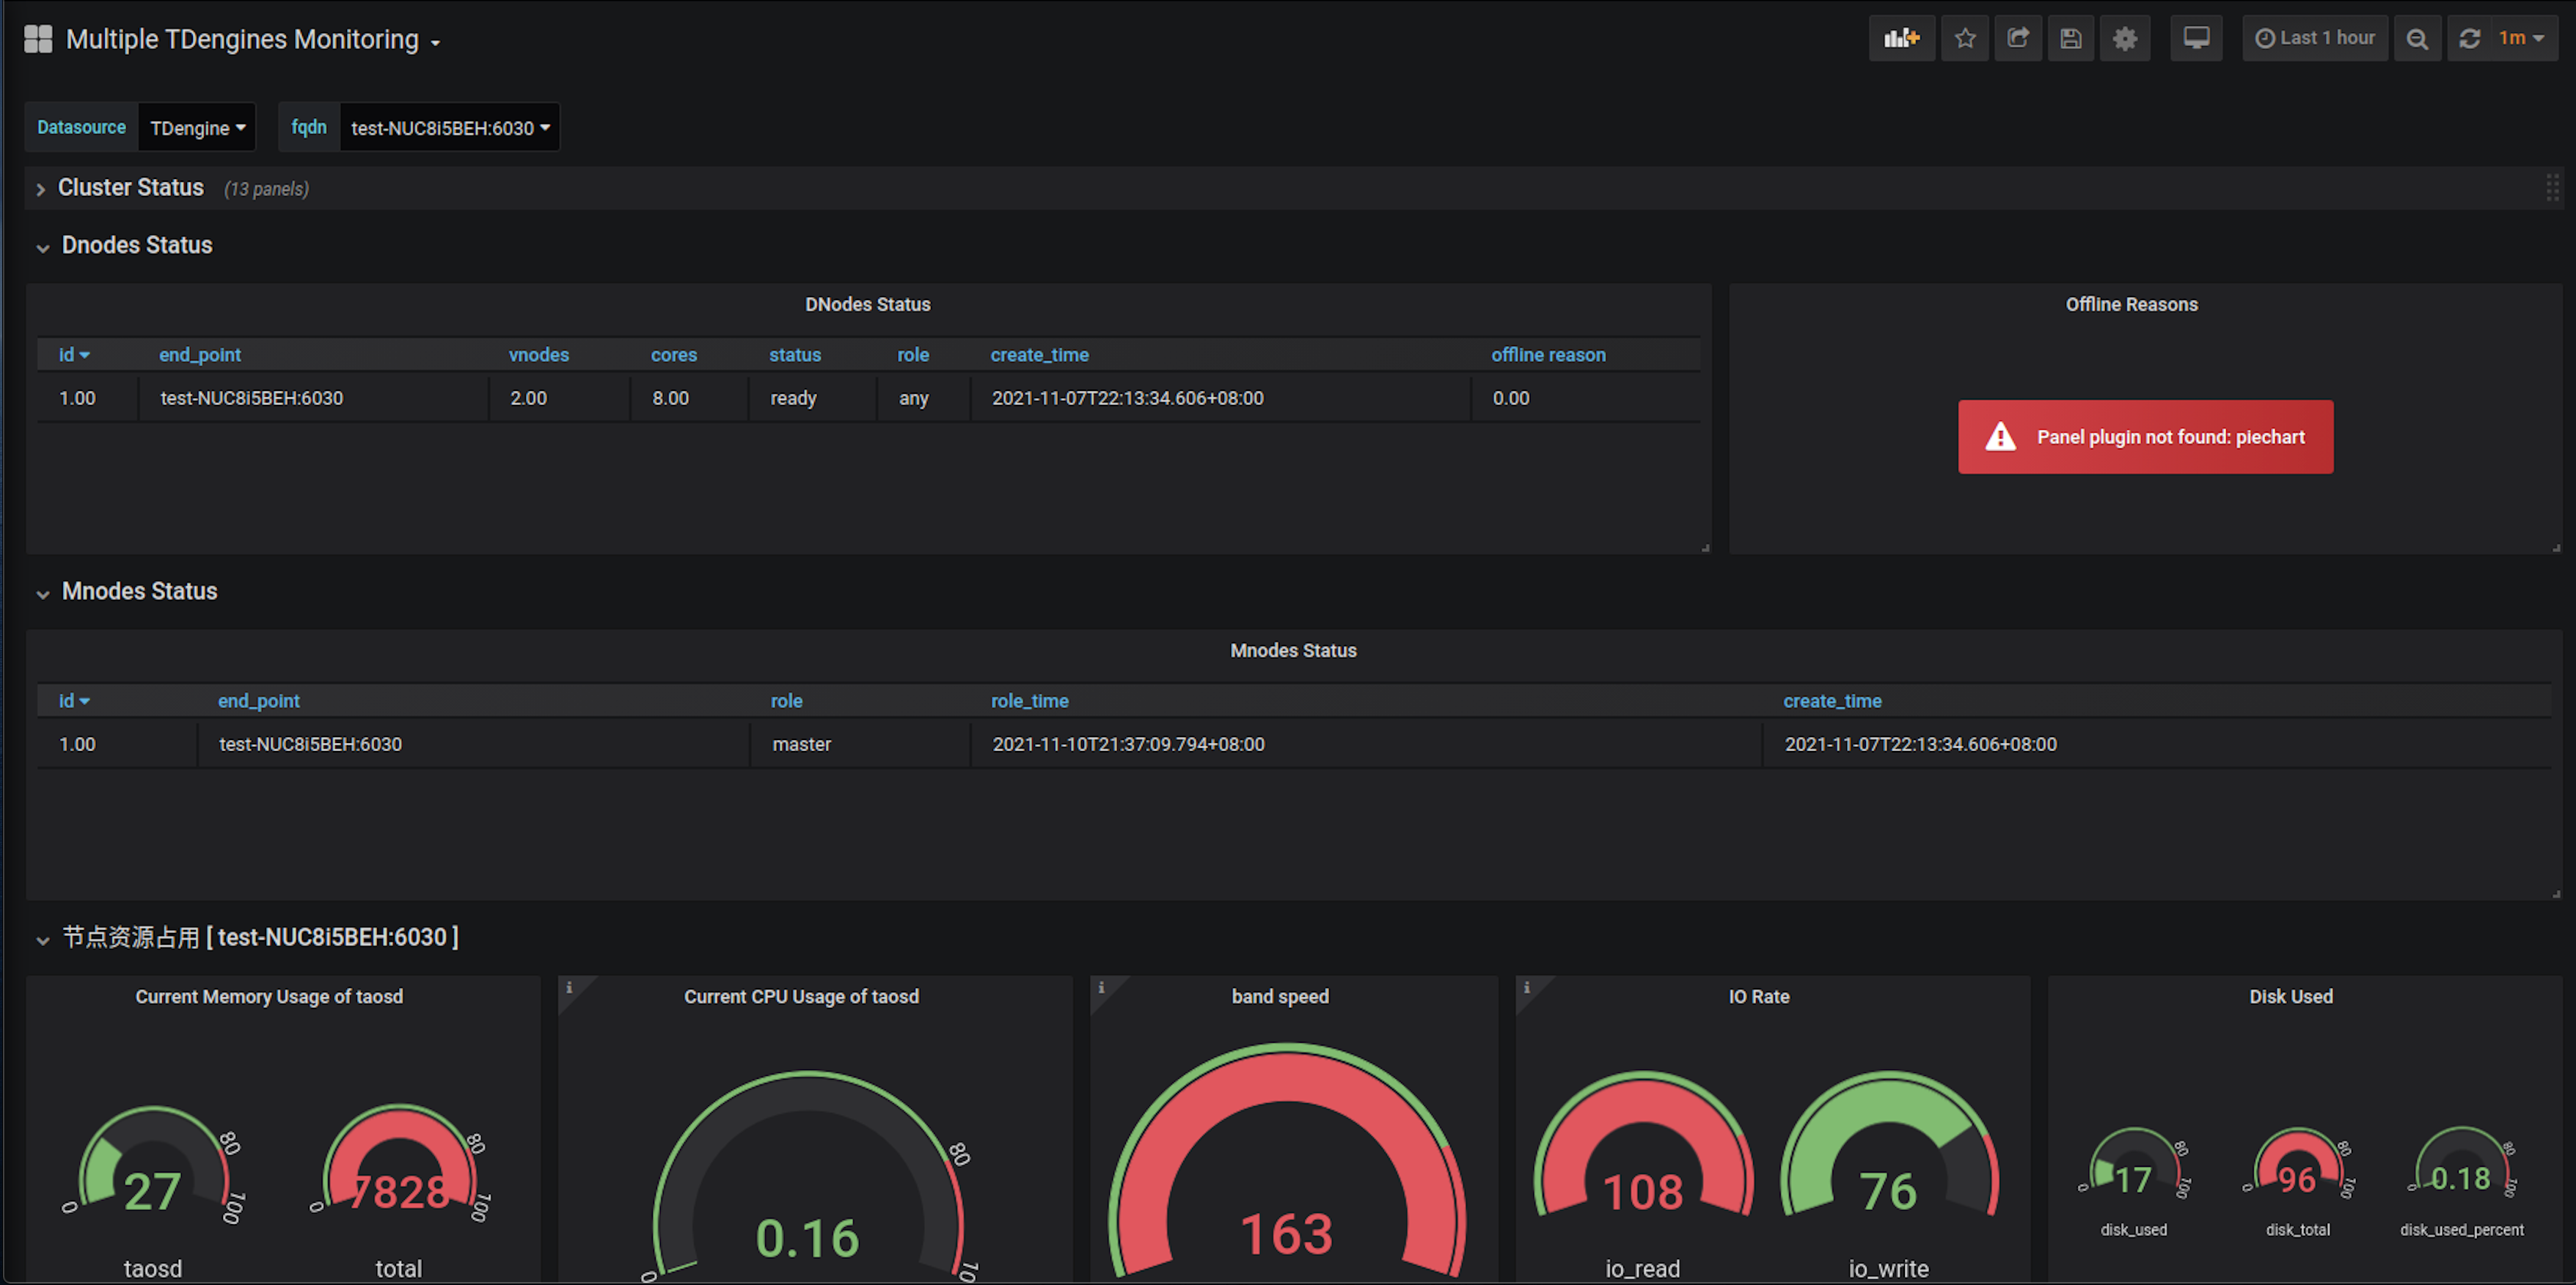 Multiple TDengines Monitoring
Last 1 hour
1m
Datasource TDengine fqdn test-NUC8i5BEH:6030
Cluster Status (13 panels)
Dnodes Status
DNodes Status
id end_point vnodes cores status role create_time offline reason
1.00 test-NUC8i5BEH:6030 2.00 8.00 ready any 2021-11-07T22:13:34.606+08:00 0.00
Offline Reasons
Panel plugin not found: piechart
Mnodes Status
Mnodes Status
id end_point role role_time create_time
1.00 test-NUC8i5BEH:6030 master 2021-11-10T21:37:09.794+08:00 2021-11-07T22:13:34.606+08:00
节点资源占用 [ test-NUC8i5BEH:6030 ]
Current Memory Usage of taosd
0 80 100
27
taosd
0 80 100
7828
total
Current CPU Usage of taosd
0 80
0.16
band speed
163
IO Rate
108
io_read
76
io_write
Disk Used
0 80 100
17
disk_used
0 80 100
96
disk_total
0 80 100
0.18
disk_used_percent